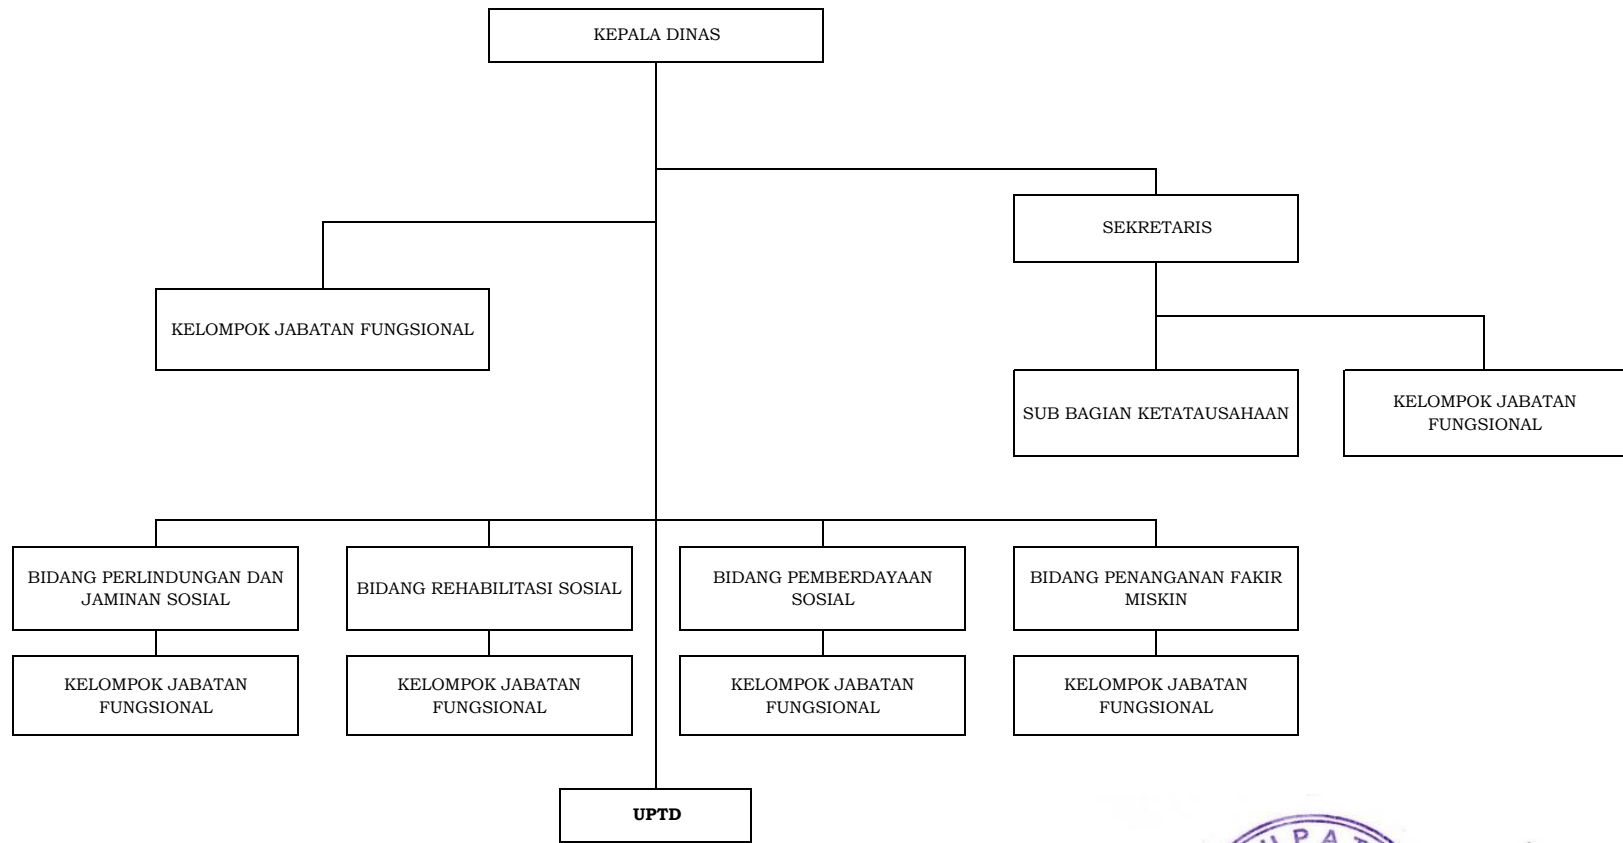 KEPALA DINAS
SEKRETARIS
KELOMPOK JABATAN FUNGSIONAL
SUB BAGIAN KETATAUSAHAAN
KELOMPOK JABATAN
FUNGSIONAL
BIDANG PERLINDUNGAN DAN
JAMINAN SOSIAL
BIDANG REHABILITASI SOSIAL
BIDANG PEMBERDAYAAN
SOSIAL
BIDANG PENANGANAN FAKIR
MISKIN
KELOMPOK JABATAN
FUNGSIONAL
KELOMPOK JABATAN
FUNGSIONAL
KELOMPOK JABATAN
FUNGSIONAL
KELOMPOK JABATAN
FUNGSIONAL
UPTD